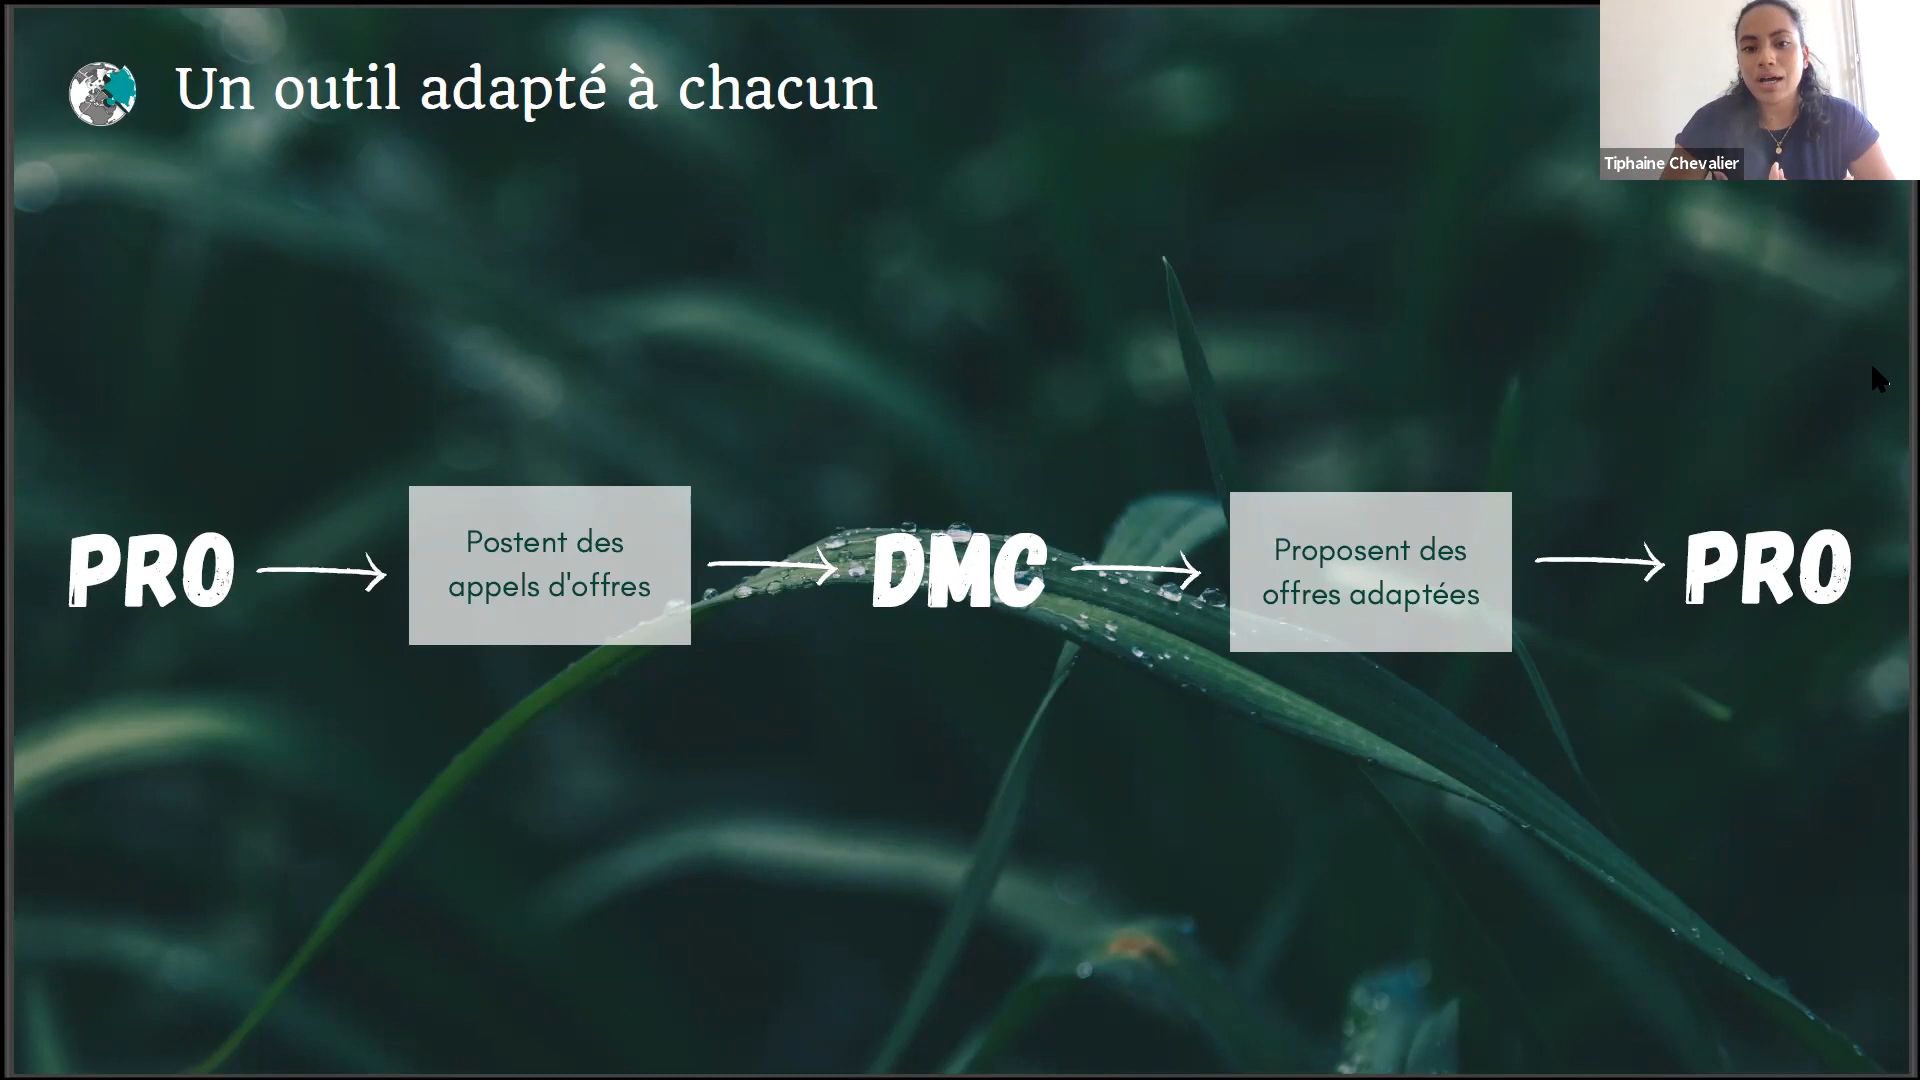 Un outil adapté à chacun
Tiphaine Chevalier
PRO
Postent des
appels d'offres
DMC
Proposent des
offres adaptées
PRO